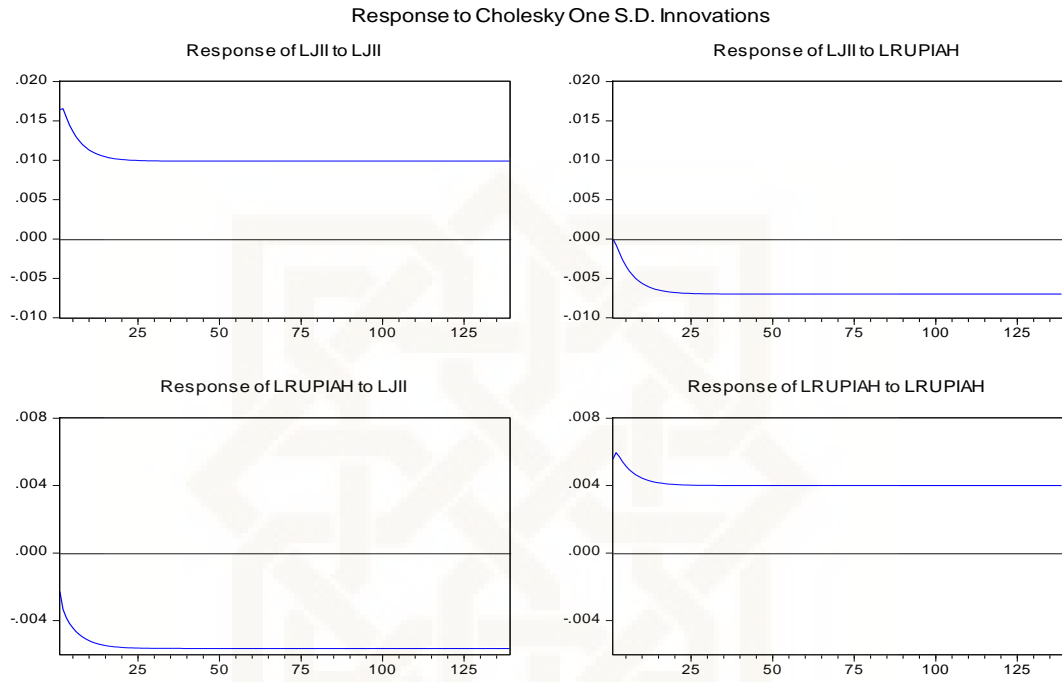 Response to Cholesky One S.D. Innovations
Response of LJII to LJII
.020
.015
.010
.005
.000
-.005
-.010
25 50 75 100 125
Response of LJII to LRUPIAH
.020
.015
.010
.005
.000
-.005
-.010
25 50 75 100 125
Response of LRUPIAH to LJII
.008
.004
.000
-.004
25 50 75 100 125
Response of LRUPIAH to LRUPIAH
.008
.004
.000
-.004
25 50 75 100 125